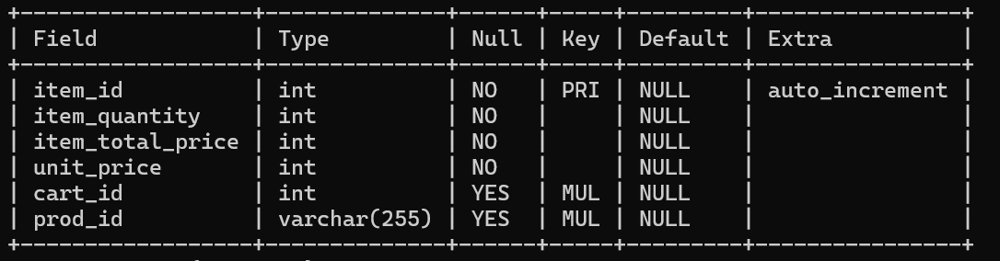 +-----------------+--------------+------+-----+---------+----------------+
| Field           | Type         | Null | Key | Default | Extra          |
+-----------------+--------------+------+-----+---------+----------------+
| item_id          | int          | NO   | PRI | NULL    | auto_increment |
| item_quantity    | int          | NO   |     | NULL    |                |
| item_total_price | int          | NO   |     | NULL    |                |
| unit_price       | int          | NO   |     | NULL    |                |
| cart_id          | int          | YES  | MUL | NULL    |                |
| prod_id          | varchar(255) | YES  | MUL | NULL    |                |
+------------------+--------------+------+-----+---------+----------------+